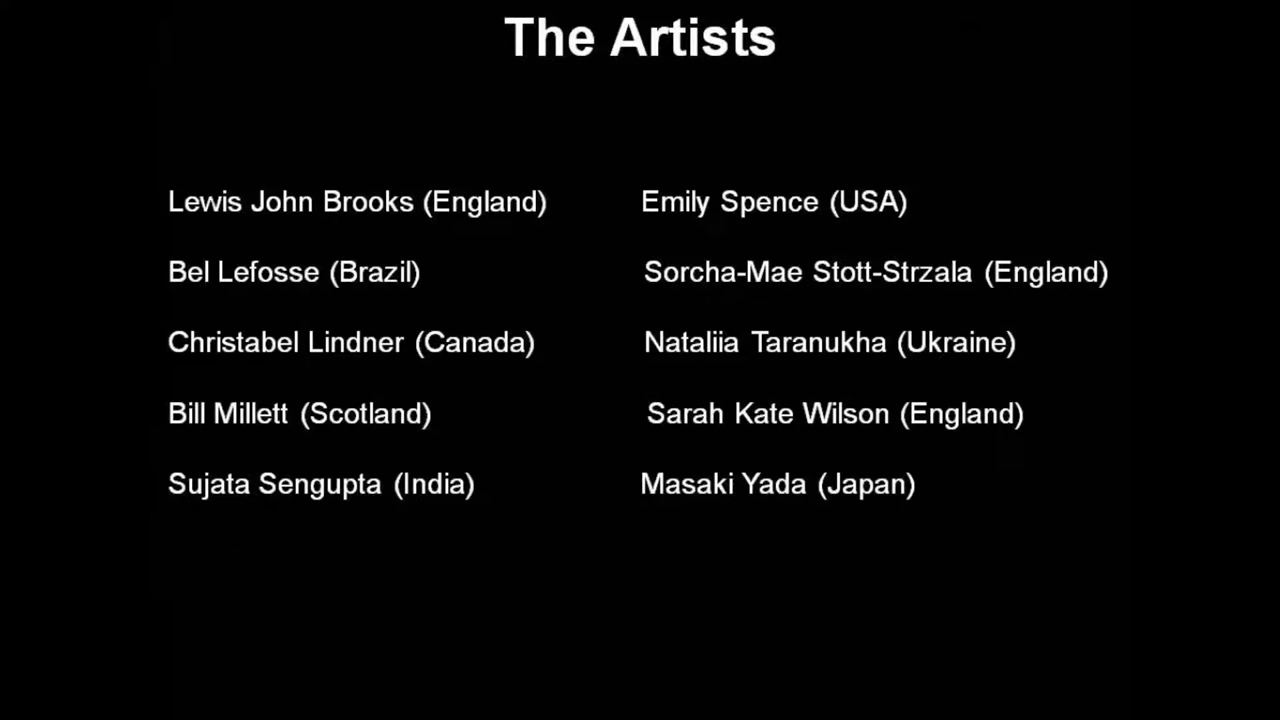 The Artists
Lewis John Brooks (England)
Bel Lefosse (Brazil)
Christabel Lindner (Canada)
Bill Millett (Scotland)
Sujata Sengupta (India)
Emily Spence (USA)
Sorcha-Mae Stott-Strzala (England)
Nataliia Taranukha (Ukraine)
Sarah Kate Wilson (England)
Masaki Yada (Japan)